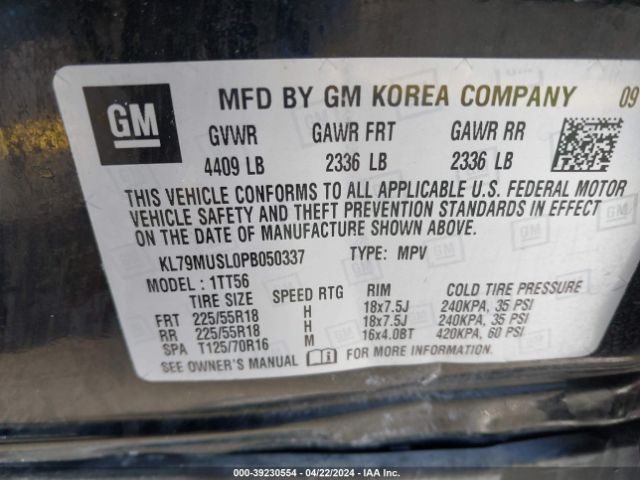 GM MFD BY GM KOREA COMPANY 09
GVWR GAWR FRT GAWR RR
4409 LB 2336 LB 2336 LB
THIS VEHICLE CONFORMS TO ALL APPLICABLE U.S. FEDERAL MOTOR
VEHICLE SAFETY AND THEFT PREVENTION STANDARDS IN EFFECT
ON THE DATE OF MANUFACTURE SHOWN ABOVE.
KL79MUSL0PB050337 TYPE: MPV
MODEL : 1TT56
TIRE SIZE SPEED RTG RIM COLD TIRE PRESSURE
FRT 225/55R18 H 18x7.5J 240KPA, 35 PSI
RR 225/55R18 H 18x7.5J 240KPA, 35 PSI
SPA T125/70R16 M 16x4.0BT 420KPA, 60 PSI
SEE OWNER'S MANUAL FOR MORE INFORMATION.
000-39230554 - 04/22/2024 - IAA Inc.